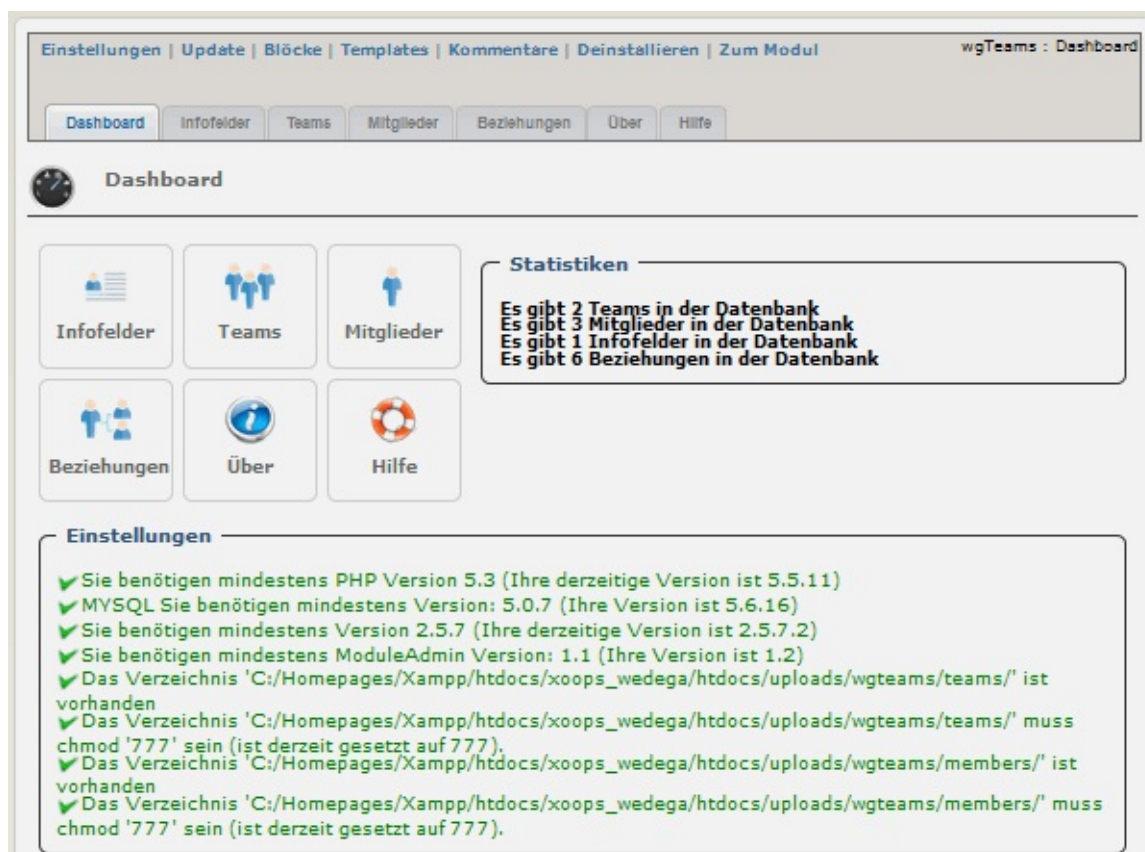 Einstellungen | Update | Blöcke | Templates | Kommentare | Deinstallieren | Zum Modul
wgTeams : Dashboard
Dashboard Infofelder Teams Mitglieder Beziehungen Über Hilfe
Dashboard
Infofelder Teams Mitglieder
Statistiken
Es gibt 2 Teams in der Datenbank
Es gibt 3 Mitglieder in der Datenbank
Es gibt 1 Infofelder in der Datenbank
Es gibt 6 Beziehungen in der Datenbank
Beziehungen Über Hilfe
Einstellungen
Sie benötigen mindestens PHP Version 5.3 (Ihre derzeitige Version ist 5.5.11)
MYSQL Sie benötigen mindestens Version: 5.0.7 (Ihre Version ist 5.6.16)
Sie benötigen mindestens Version 2.5.7 (Ihre derzeitige Version ist 2.5.7.2)
Sie benötigen mindestens ModuleAdmin Version: 1.1 (Ihre Version ist 1.2)
Das Verzeichnis 'C:/Homepages/Xampp/htdocs/xoops_wedega/htdocs/uploads/wgteams/teams/' ist
vorhanden
Das Verzeichnis 'C:/Homepages/Xampp/htdocs/xoops_wedega/htdocs/uploads/wgteams/teams/' muss
chmod '777' sein (ist derzeit gesetzt auf 777).
Das Verzeichnis 'C:/Homepages/Xampp/htdocs/xoops_wedega/htdocs/uploads/wgteams/members/' ist
vorhanden
Das Verzeichnis 'C:/Homepages/Xampp/htdocs/xoops_wedega/htdocs/uploads/wgteams/members/' muss
chmod '777' sein (ist derzeit gesetzt auf 777).